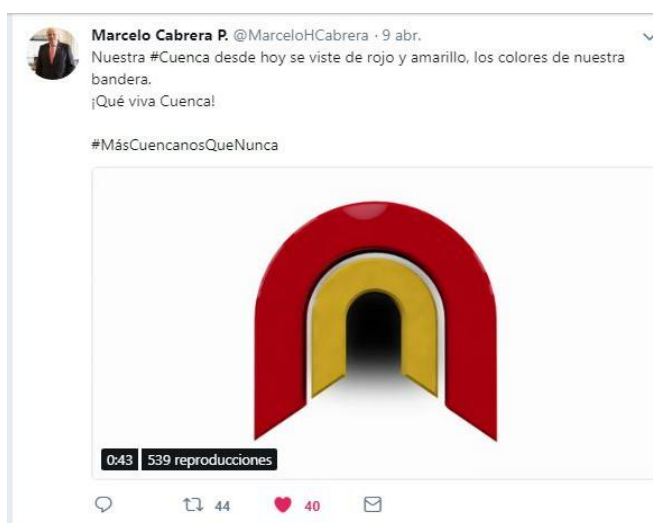 Marcelo Cabrera P. @MarceloHCabrera · 9 abr.
Nuestra #Cuenca desde hoy se viste de rojo y amarillo, los colores de nuestra
bandera.
¡Qué viva Cuenca!
#MásCuencanosQueNunca
0:43 539 reproducciones
44 40